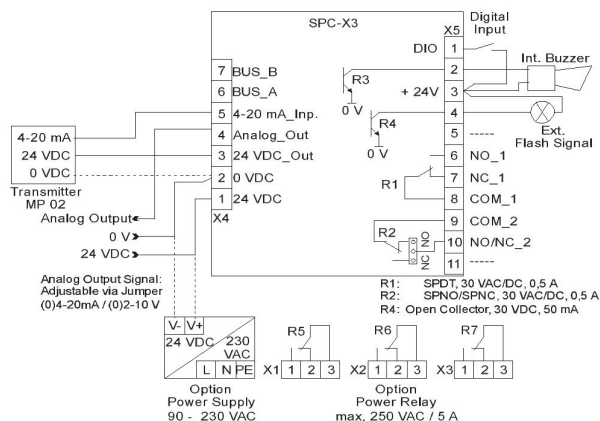 SPC-X3
X5
Digital
Input
DIO
1
2
Int. Buzzer
R3
0 V
+ 24V
3
R4
0 V
4
Ext.
Flash Signal
5
-----
6
NO_1
R1
7
NC_1
8
COM_1
9
COM_2
R2
NO
NC
10
NO/NC_2
11
-----
7
BUS_B
6
BUS_A
5
4-20 mA_Inp.
4
Analog_Out
3
24 VDC_Out
2
0 VDC
1
24 VDC
X4
4-20 mA
24 VDC
0 VDC
Transmitter
MP 02
Analog Output
0 V
24 VDC
Analog Output Signal:
Adjustable via Jumper
(0)4-20mA / (0)2-10 V
R1: SPDT, 30 VAC/DC, 0,5 A
R2: SPNO/SPNC, 30 VAC/DC, 0,5 A
R4: Open Collector, 30 VDC, 50 mA
V- V+
24 VDC
230
VAC
L N PE
Option
Power Supply
90 - 230 VAC
R5
X1 1 2 3
R6
X2 1 2 3
R7
X3 1 2 3
Option
Power Relay
max. 250 VAC / 5 A